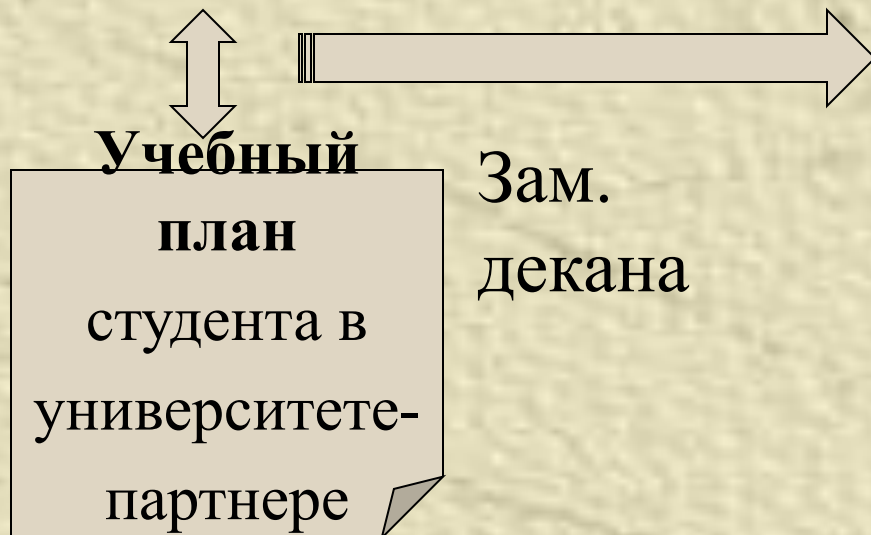 Учебный
план
студента в
университете-
партнере
Зам.
декана